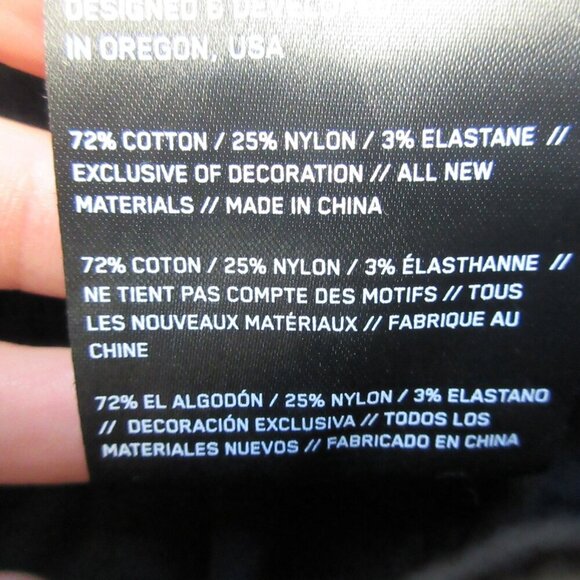 DESIGNED & DEVELOPED
IN OREGON, USA
72% COTTON / 25% NYLON / 3% ELASTANE //
EXCLUSIVE OF DECORATION // ALL NEW
MATERIALS // MADE IN CHINA
72% COTON / 25% NYLON / 3% ÉLASTHANNE //
NE TIENT PAS COMPTE DES MOTIFS // TOUS
LES NOUVEAUX MATÉRIAUX // FABRIQUE AU
CHINE
72% EL ALGODÓN / 25% NYLON / 3% ELASTANO
// DECORACIÓN EXCLUSIVA // TODOS LOS
MATERIALES NUEVOS // FABRICADO EN CHINA